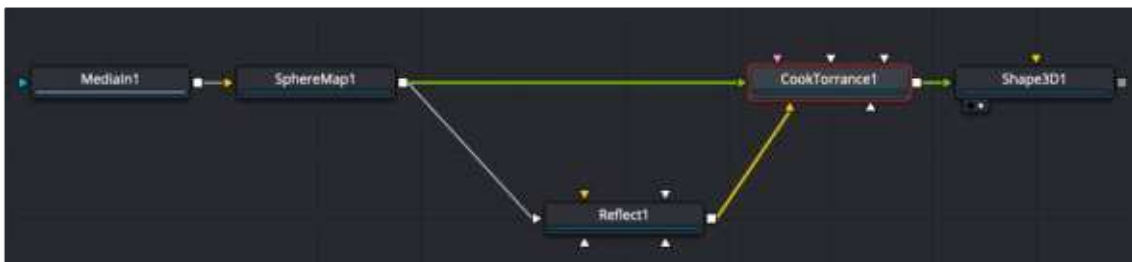 MediaIn1
SphereMap1
CookTorrance1
Shape3D1
Reflect1